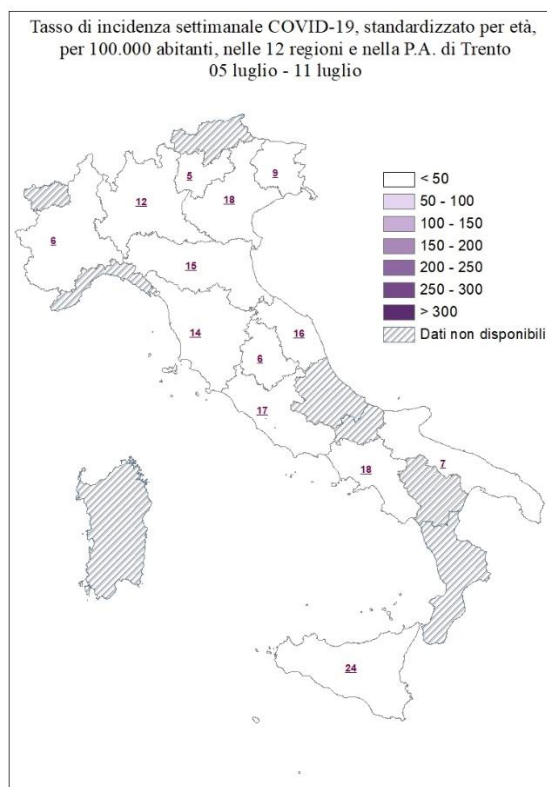 Tasso di incidenza settimanale COVID-19, standardizzato per età,
per 100.000 abitanti, nelle 12 regioni e nella P.A. di Trento
05 luglio - 11 luglio
5
9
12
18
6
15
14
16
6
17
18
7
24
< 50
50 - 100
100 - 150
150 - 200
200 - 250
250 - 300
> 300
Dati non disponibili